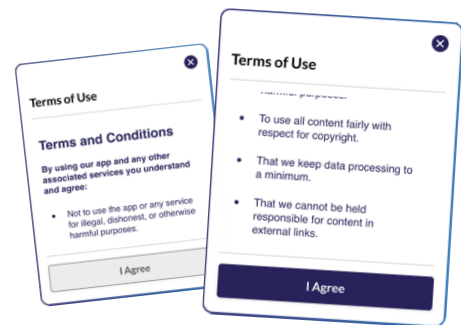 Terms of Use
Terms and Conditions
By using our app and any other
associated services you understand
and agree:
• Not to use the app or any service
for illegal, dishonest, or otherwise
harmful purposes.
I Agree
Terms of Use
harmful purposes.
• To use all content fairly with
respect for copyright.
• That we keep data processing to
a minimum.
• That we cannot be held
responsible for content in
external links.
I Agree